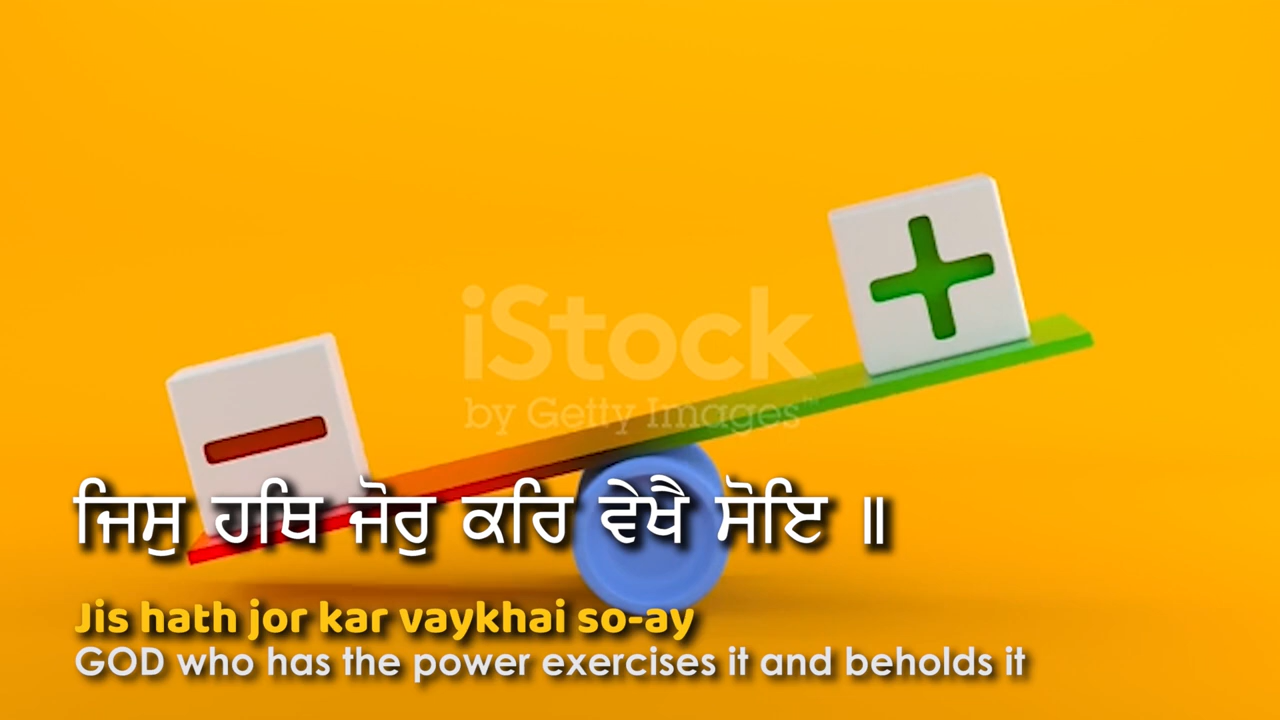 iStock
by Getty Images™
ਜਿਸੁ ਹਥਿ ਜੋਰੁ ਕਰਿ ਵੇਖੈ ਸੋਇ ॥
Jis hath jor kar vaykhai so-ay
GOD who has the power exercises it and beholds it